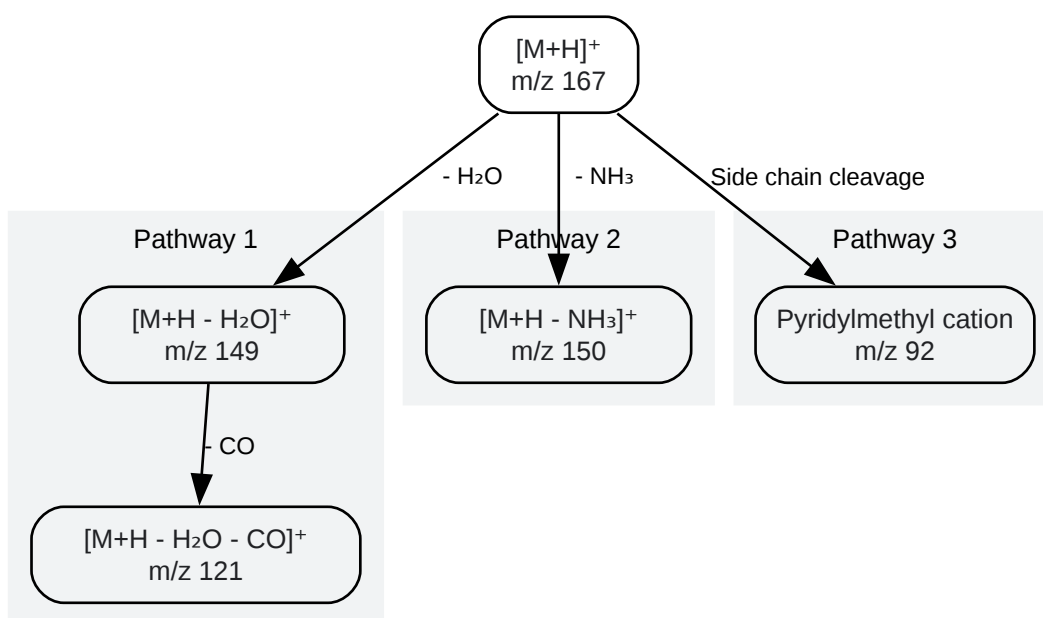 [M+H]⁺
m/z 167
- H₂O
- NH₃
Side chain cleavage
Pathway 1
Pathway 2
Pathway 3
[M+H - H₂O]⁺
m/z 149
[M+H - NH₃]⁺
m/z 150
Pyridylmethyl cation
m/z 92
- CO
[M+H - H₂O - CO]⁺
m/z 121